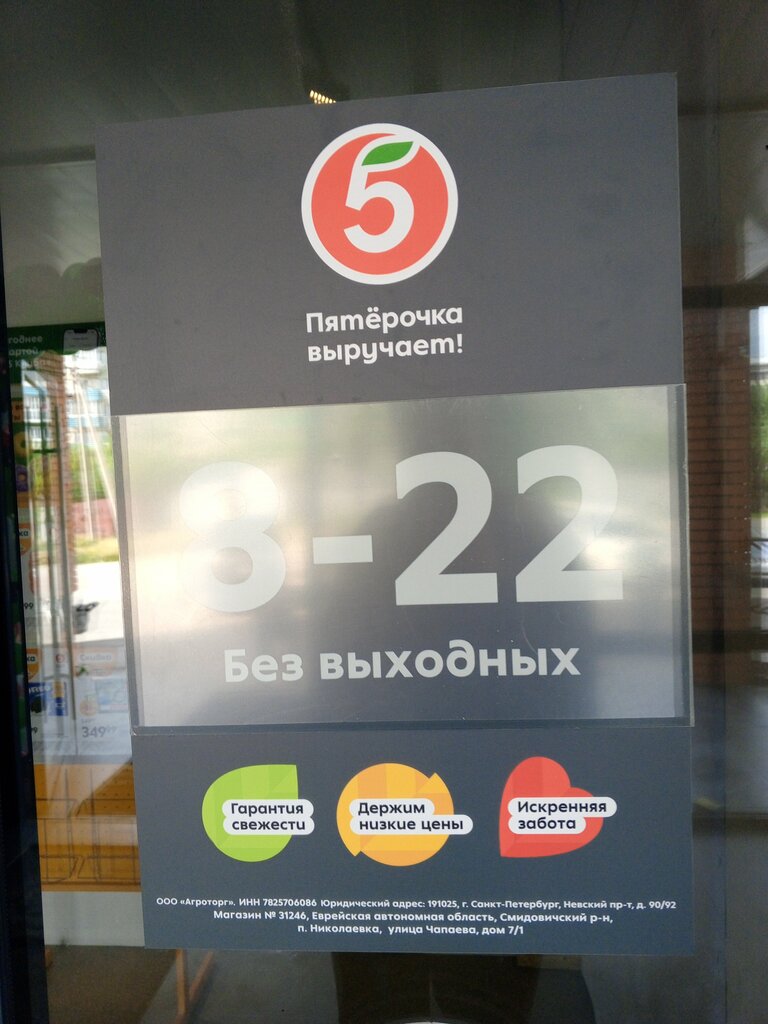 5
Пятёрочка
выручает!
8-22
Без выходных
Гарантия
свежести
Держим
низкие цены
Искренняя
забота
ООО «Агроторг». ИНН 7825706086 Юридический адрес: 191025, г. Санкт-Петербург, Невский пр-т, д. 90/92
Магазин № 31246, Еврейская автономная область, Смидовичский р-н,
п. Николаевка, улица Чапаева, дом 7/1
Скидка
349